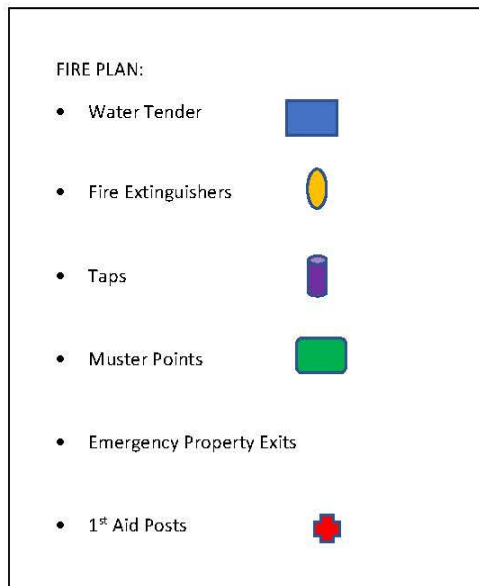 FIRE PLAN:
• Water Tender
• Fire Extinguishers
• Taps
• Muster Points
• Emergency Property Exits
• 1st Aid Posts